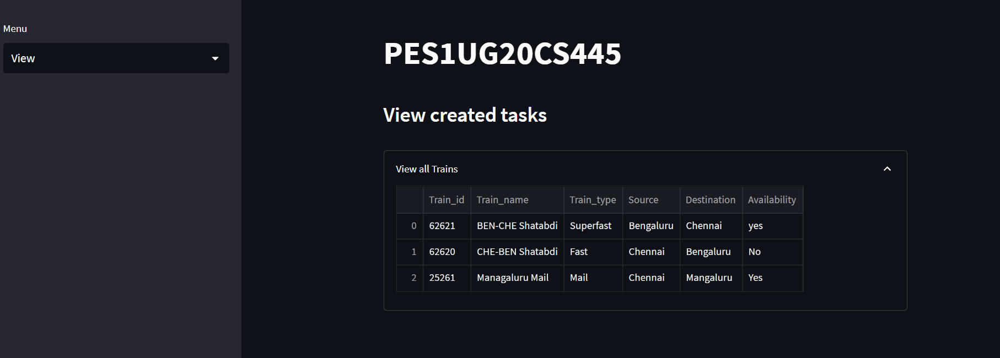 Menu
View
PES1UG20CS445
View created tasks
View all Trains
Train_id Train_name Train_type Source Destination Availability
0 62621 BEN-CHE Shatabdi Superfast Bengaluru Chennai yes
1 62620 CHE-BEN Shatabdi Fast Chennai Bengaluru No
2 25261 Managaluru Mail Mail Chennai Mangaluru Yes